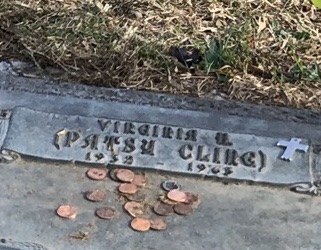 VIRGINIA H.
(PATSY CLINE)
1932 1963